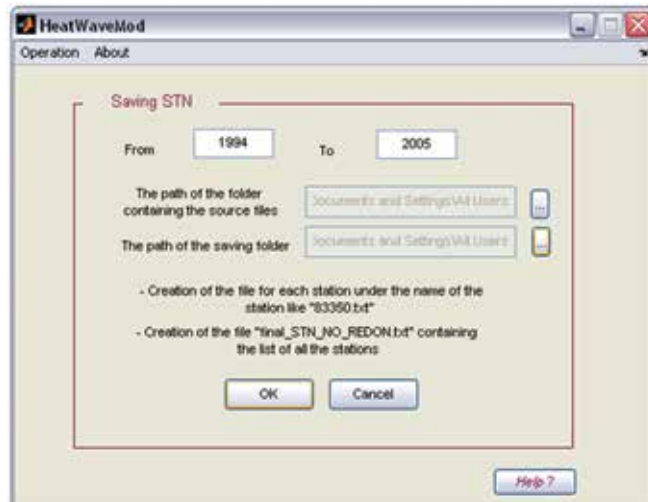 HeatWaveMod
Operation About
Saving STN
From 1994 To 2005
The path of the folder
containing the source files
Documents and Settings\All Users
...
The path of the saving folder
Documents and Settings\All Users
...
- Creation of the file for each station under the name of the
station like "83350.txt"
- Creation of the file "final_STN_NO_REDON.txt" containing
the list of all the stations
OK Cancel
Help ?